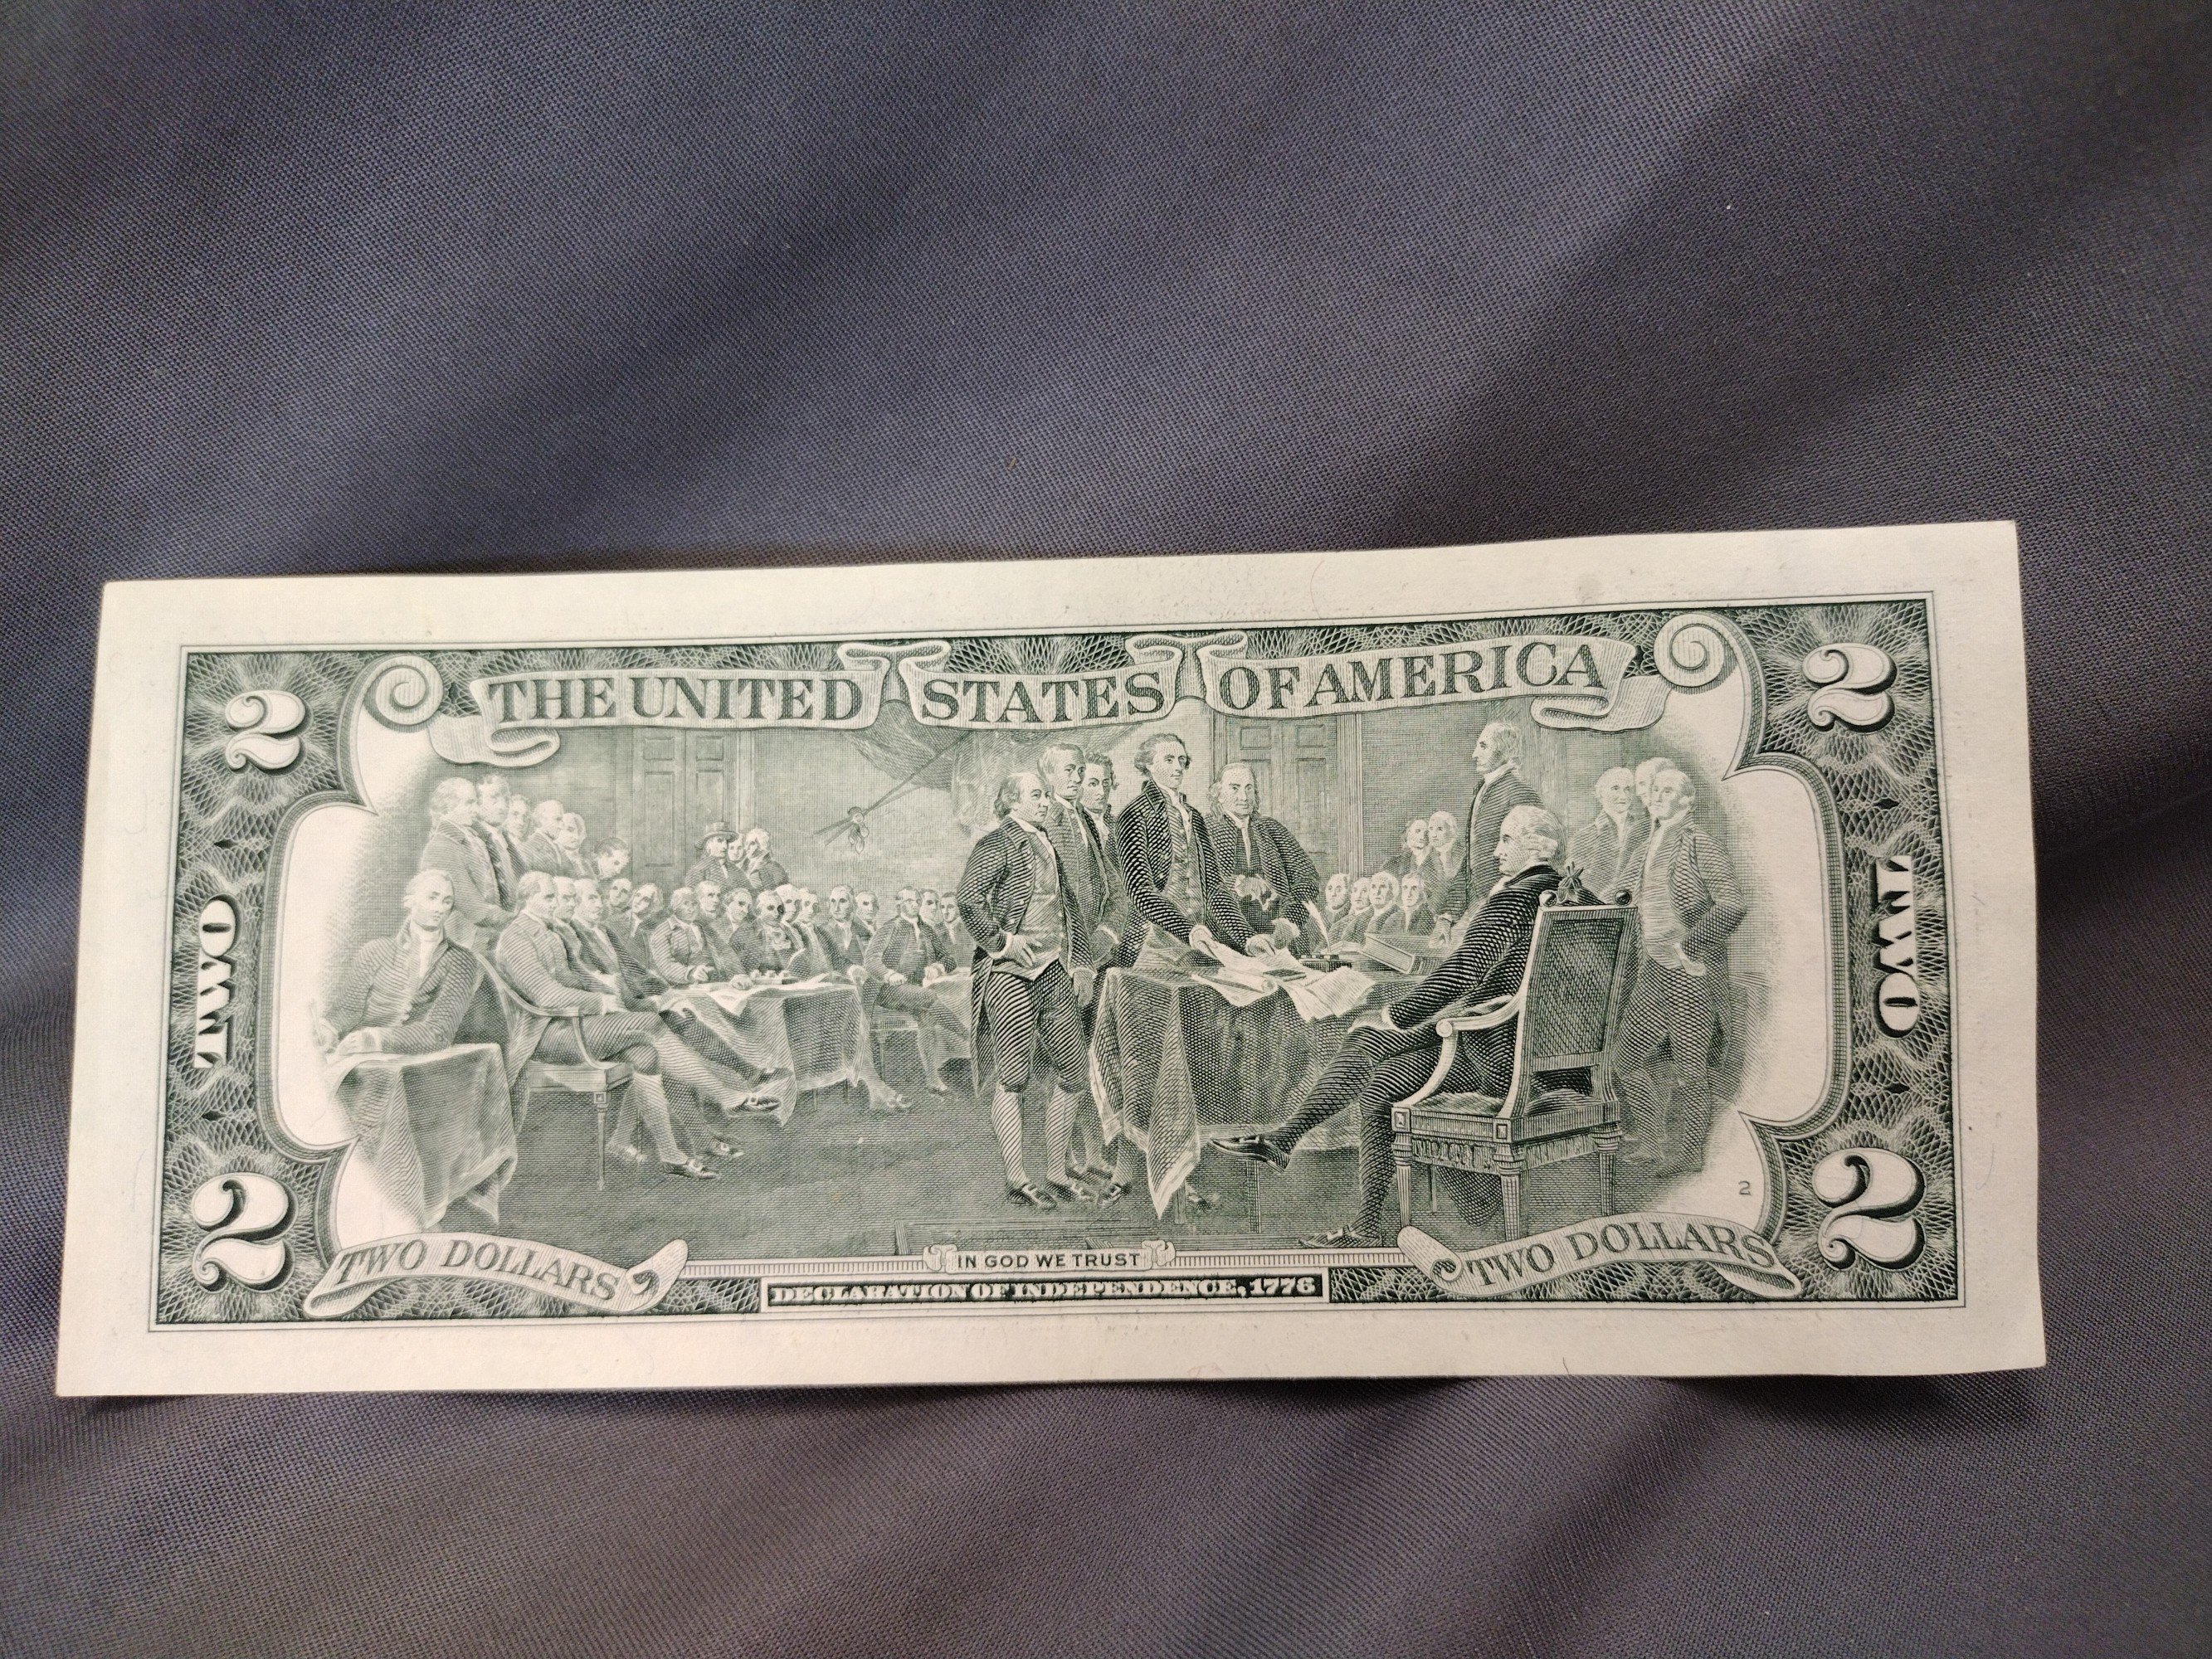 THE UNITED STATES OF AMERICA
2 2
TWO TWO
2 2
2
TWO DOLLARS IN GOD WE TRUST TWO DOLLARS
DECLARATION OF INDEPENDENCE, 1776